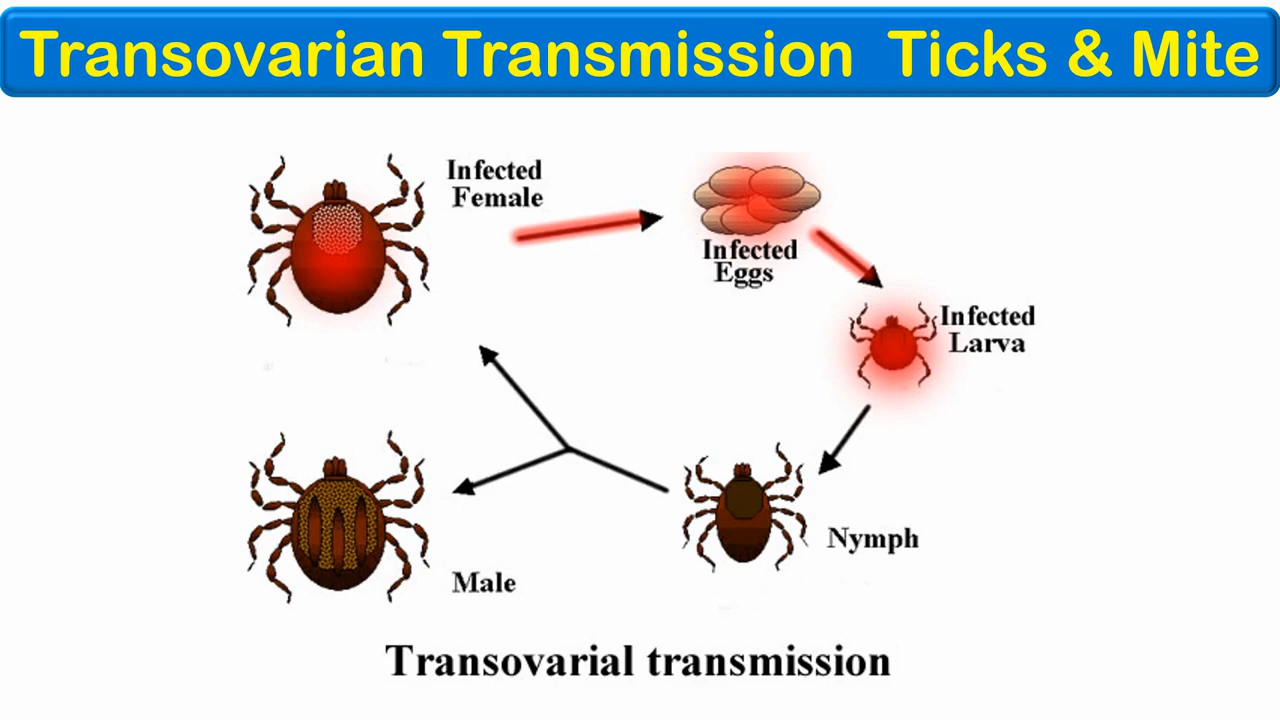 Transovarian Transmission Ticks & Mite
Infected
Female
Infected
Eggs
Infected
Larva
Nymph
Male
Transovarial transmission